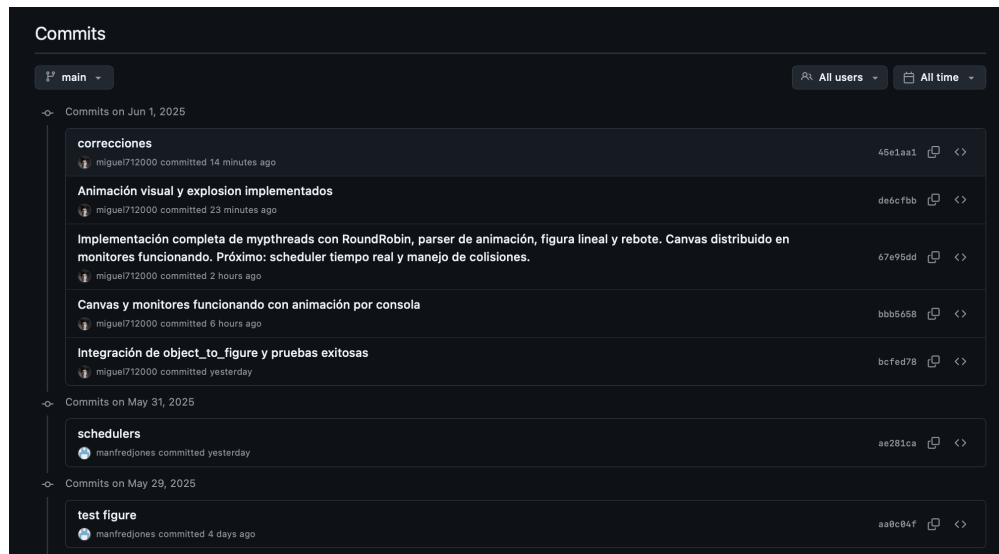 Commits
main
All users
All time
Commits on Jun 1, 2025
correcciones
miguel712000 committed 14 minutes ago
45e1aa1
Animación visual y explosion implementados
miguel712000 committed 23 minutes ago
de6cfbb
Implementación completa de mypthreads con RoundRobin, parser de animación, figura lineal y rebote. Canvas distribuido en
monitores funcionando. Próximo: scheduler tiempo real y manejo de colisiones.
miguel712000 committed 2 hours ago
67e95dd
Canvas y monitores funcionando con animación por consola
miguel712000 committed 6 hours ago
bbb5658
Integración de object_to_figure y pruebas exitosas
miguel712000 committed yesterday
bcfed78
Commits on May 31, 2025
schedulers
manfredjones committed yesterday
ae281ca
Commits on May 29, 2025
test figure
manfredjones committed 4 days ago
aa0c04f